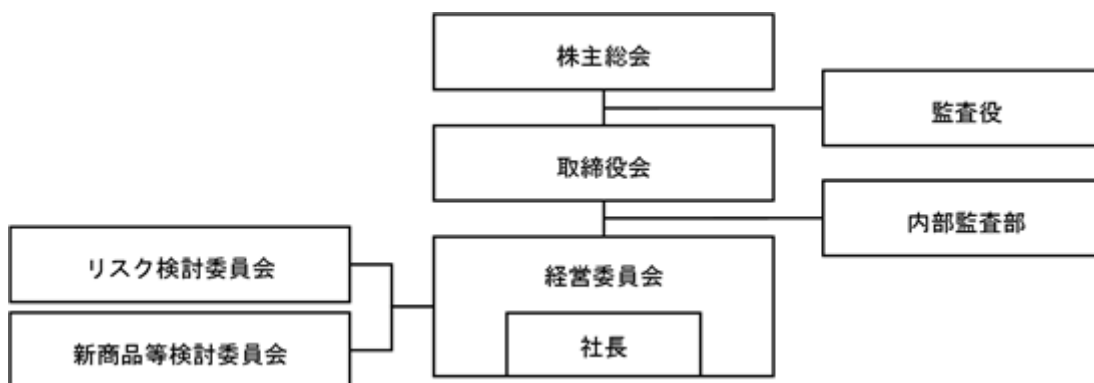 株主総会
監査役
取締役会
内部監査部
リスク検討委員会
経営委員会
新商品等検討委員会
社長